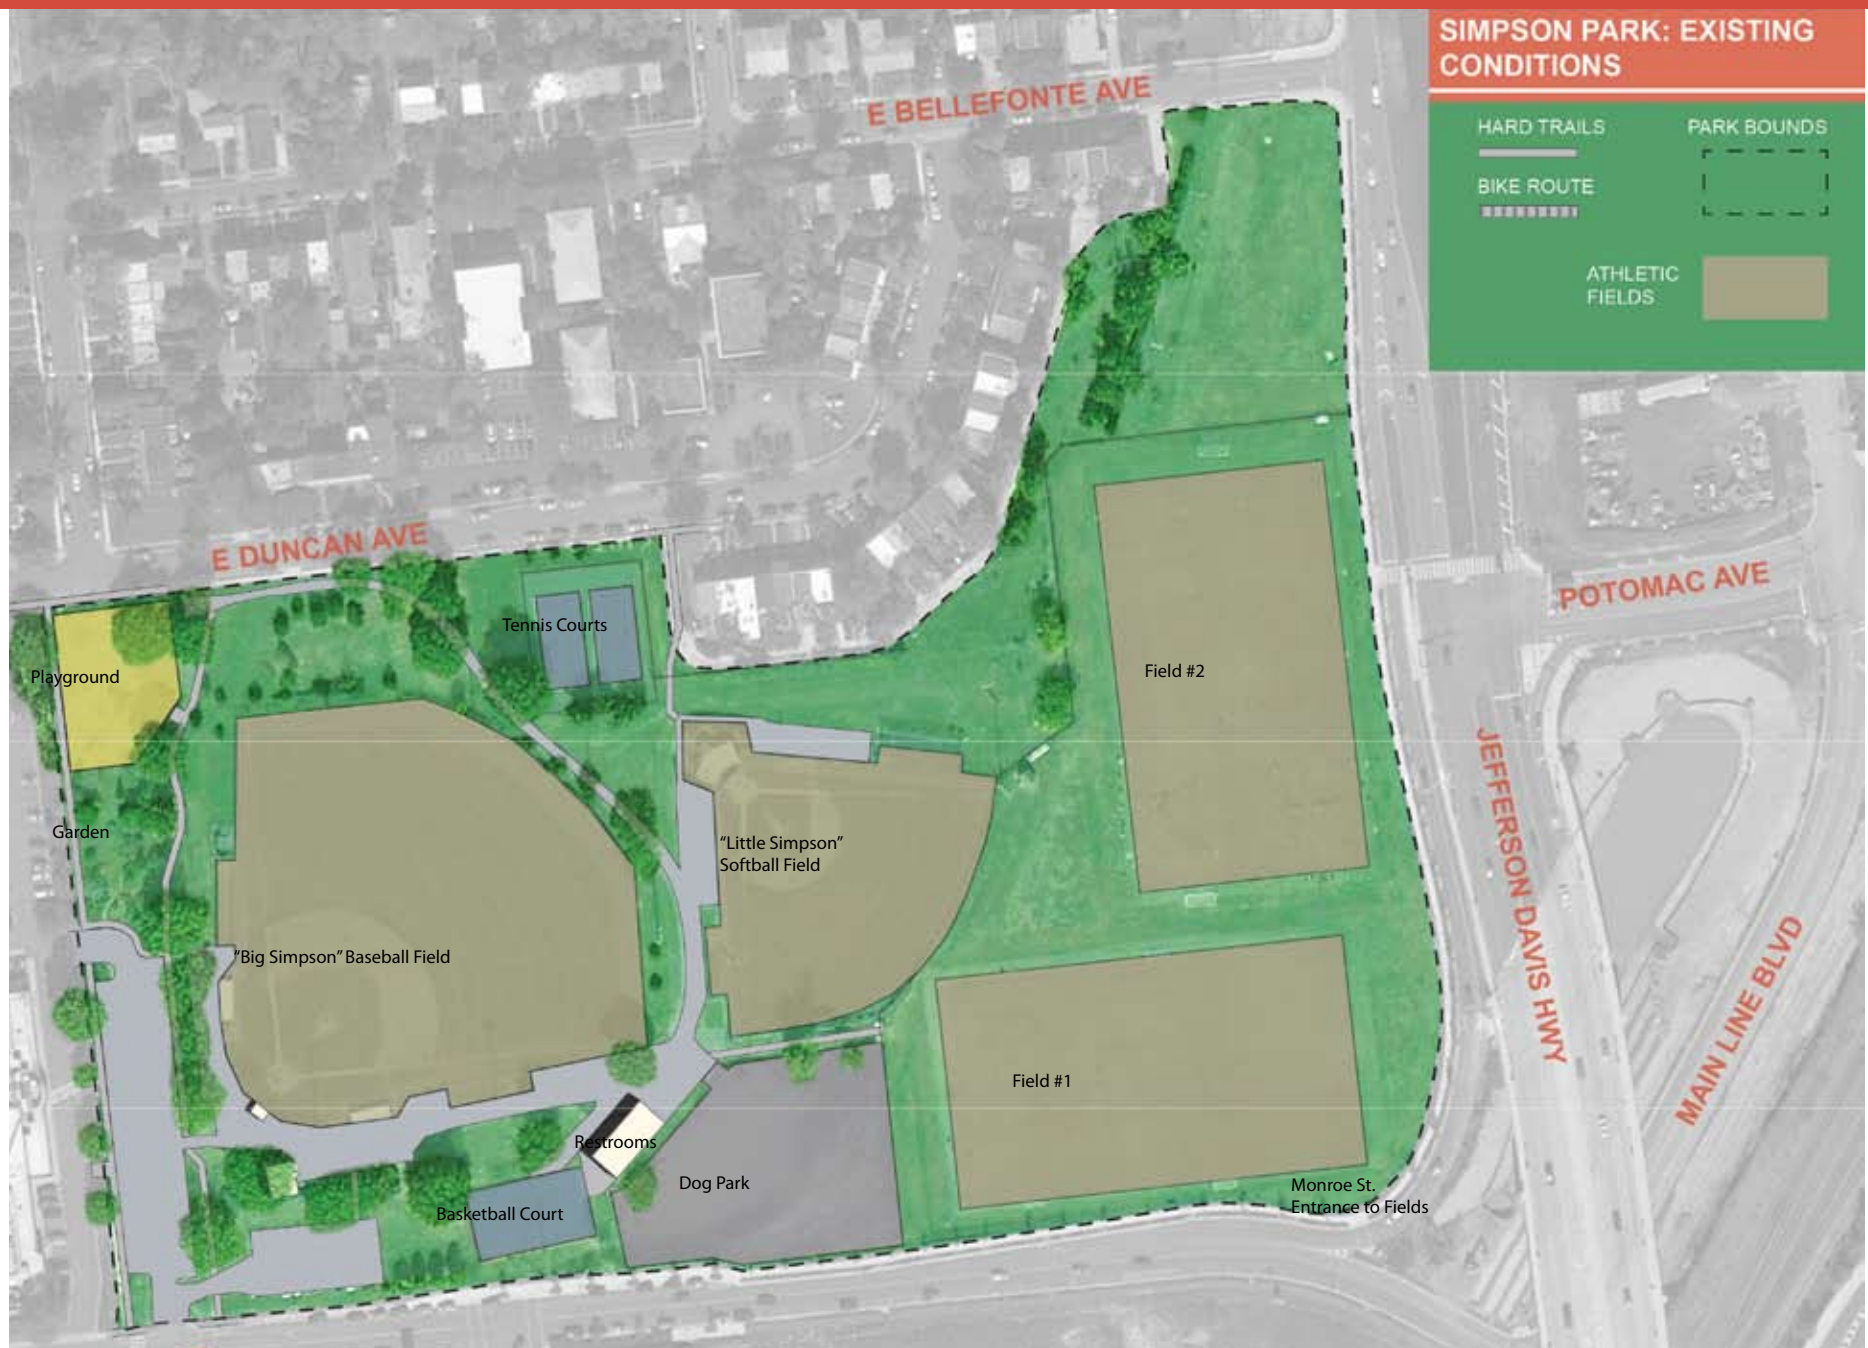 SIMPSON PARK: EXISTING
CONDITIONS
HARD TRAILS
PARK BOUNDS
BIKE ROUTE
ATHLETIC
FIELDS
E BELLEFONTE AVE
E DUNCAN AVE
POTOMAC AVE
JEFFERSON DAVIS HWY
MAIN LINE BLVD
Tennis Courts
Playground
Field #2
Garden
"Little Simpson"
Softball Field
"Big Simpson" Baseball Field
Field #1
Restrooms
Dog Park
Basketball Court
Monroe St.
Entrance to Fields